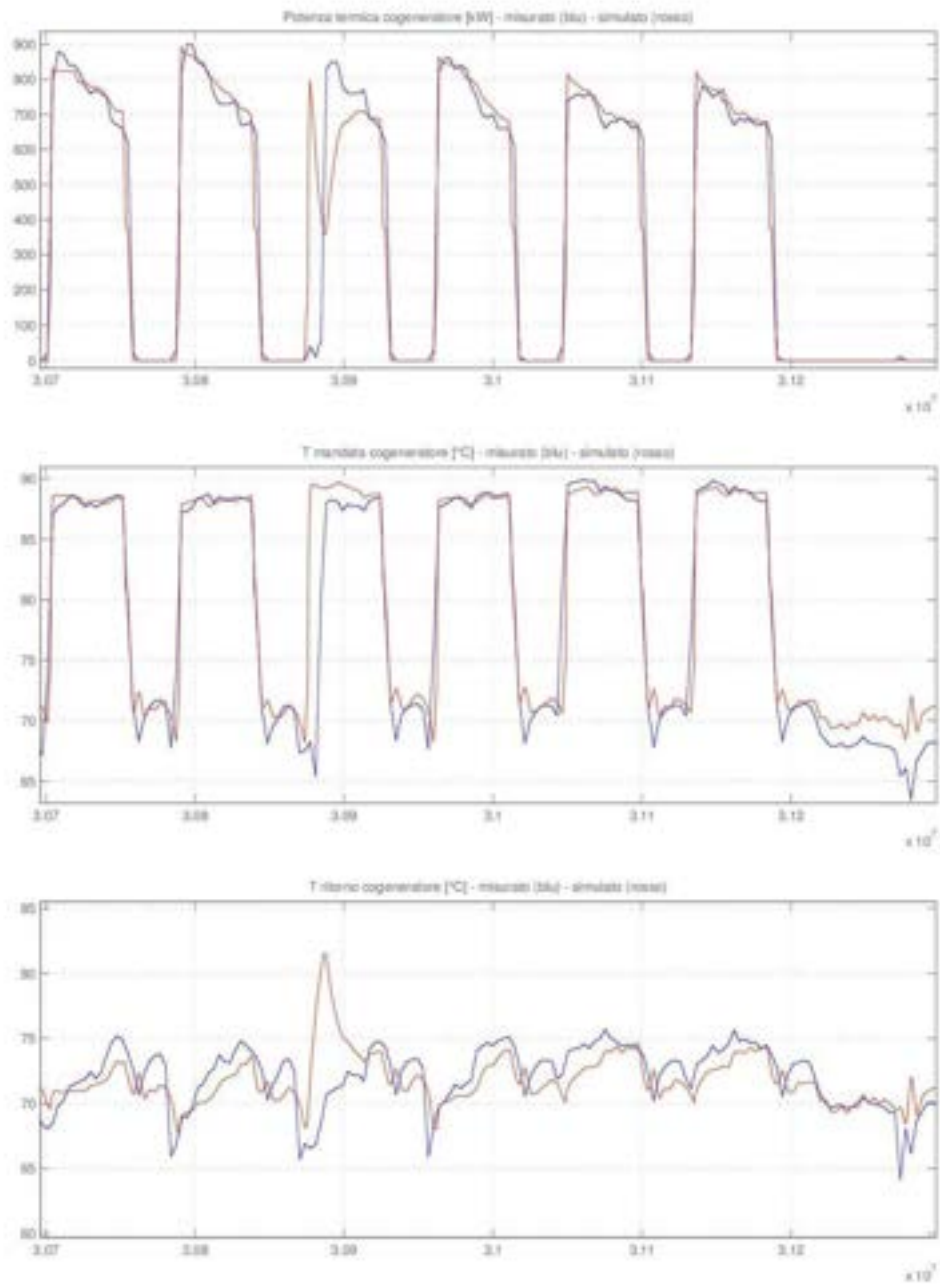 Potenza termica cogeneratore [kW] - misurato (blu) - simulato (rosso)
900
800
700
600
500
400
300
200
100
0
3.07 3.08 3.09 3.1 3.11 3.12
x 10⁷
T mandata cogeneratore [°C] - misurato (blu) - simulato (rosso)
90
85
80
75
70
65
3.07 3.08 3.09 3.1 3.11 3.12
x 10⁷
T ritorno cogeneratore [°C] - misurato (blu) - simulato (rosso)
85
80
75
70
65
60
3.07 3.08 3.09 3.1 3.11 3.12
x 10⁷